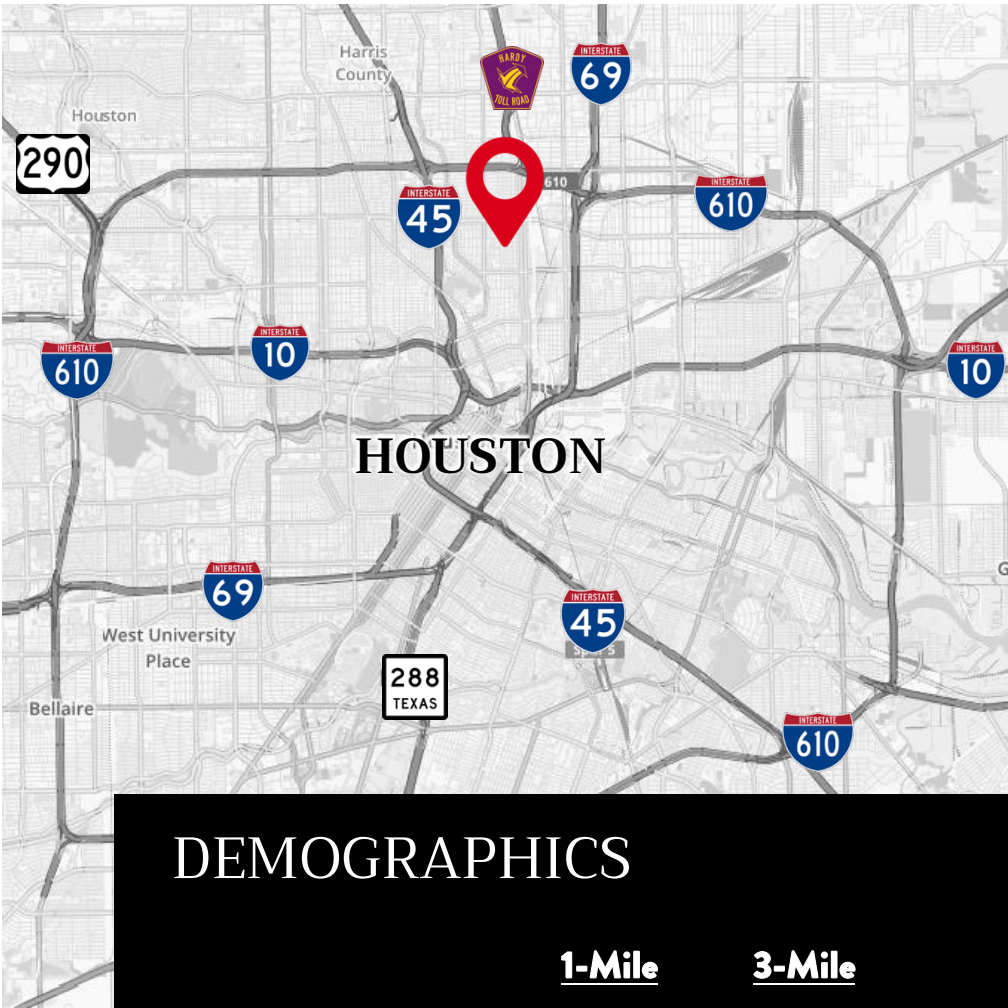 Harris
County
HARDY
TOLL ROAD
INTERSTATE
69
Houston
290
610
INTERSTATE
45
INTERSTATE
610
INTERSTATE
10
INTERSTATE
610
INTERSTATE
10
HOUSTON
INTERSTATE
69
INTERSTATE
45
West University
Place
288
TEXAS
Bellaire
INTERSTATE
610
DEMOGRAPHICS
1-Mile
3-Mile